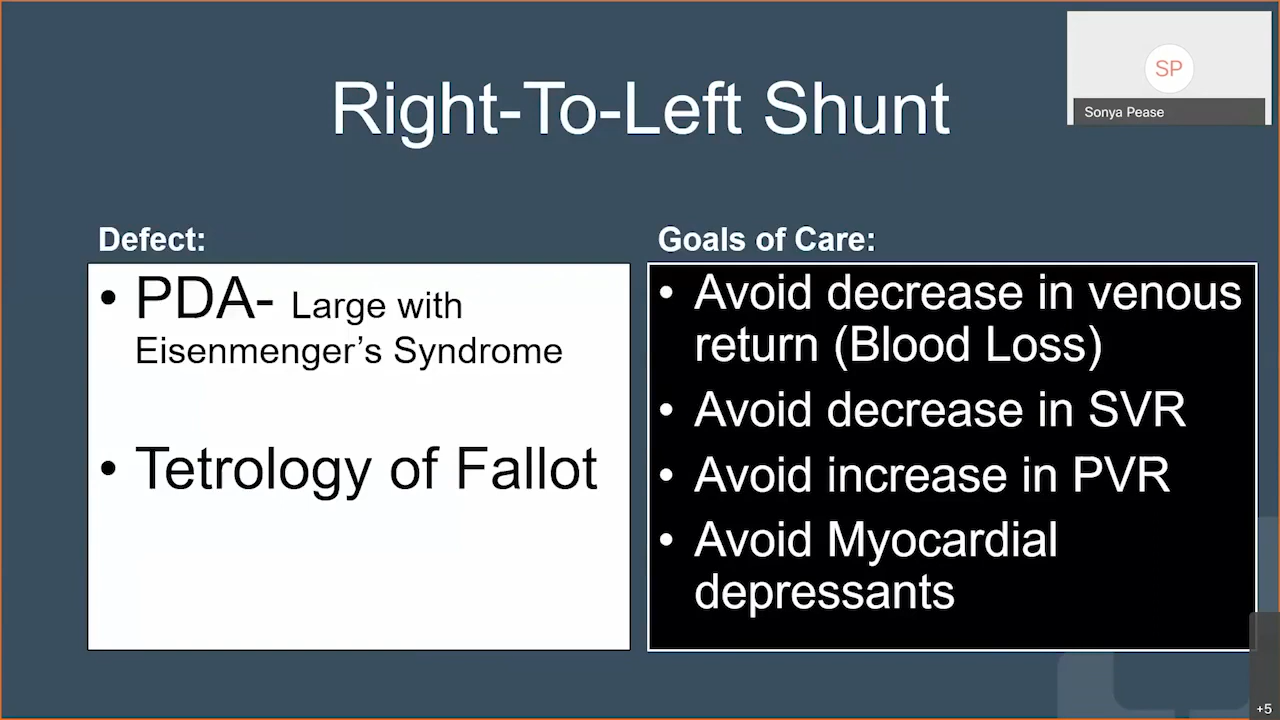 SP
Sonya Pease
Right-To-Left Shunt
Defect:
• PDA- Large with
Eisenmenger’s Syndrome
• Tetrology of Fallot
Goals of Care:
• Avoid decrease in venous
return (Blood Loss)
• Avoid decrease in SVR
• Avoid increase in PVR
• Avoid Myocardial
depressants
+5